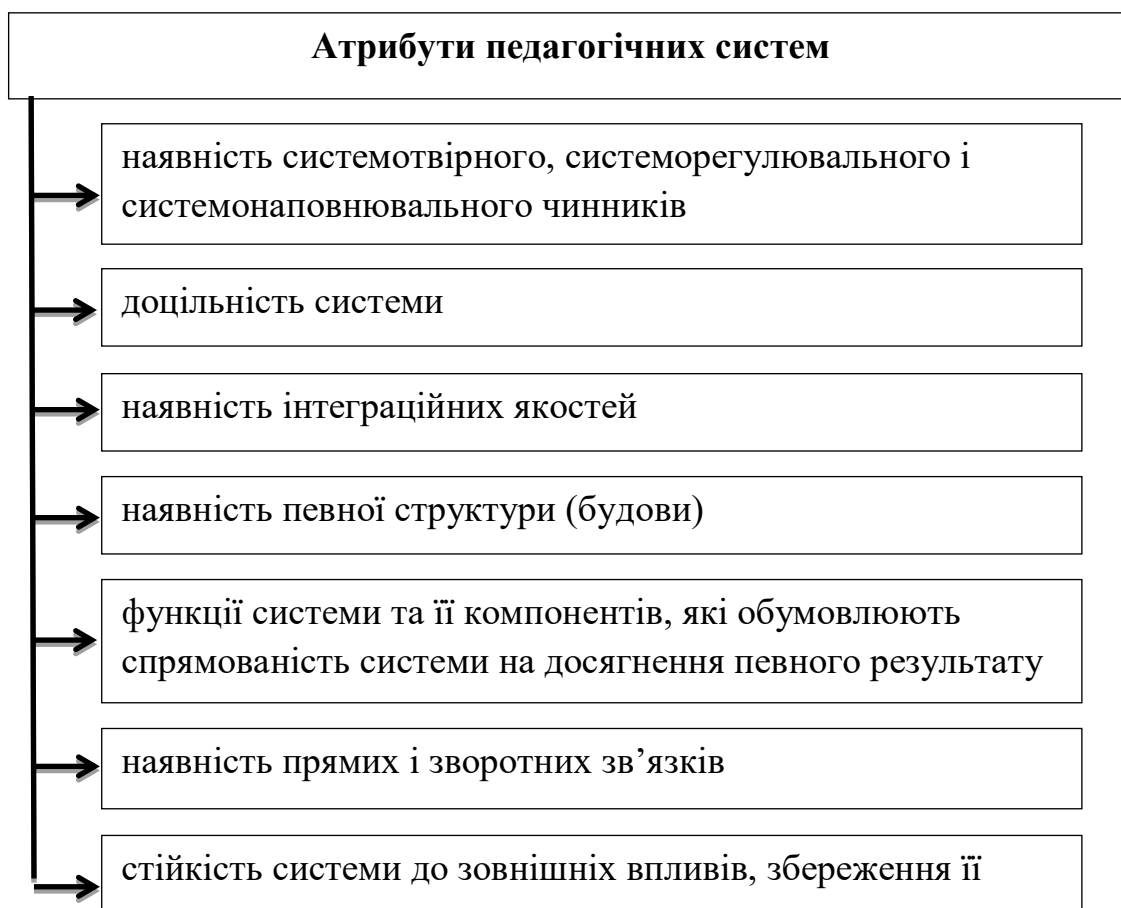 Атрибути педагогічних систем
наявність системотвірного, системорегулювального і
системонаповнювального чинників
доцільність системи
наявність інтеграційних якостей
наявність певної структури (будови)
функції системи та її компонентів, які обумовлюють
спрямованість системи на досягнення певного результату
наявність прямих і зворотних зв’язків
стійкість системи до зовнішніх впливів, збереження її